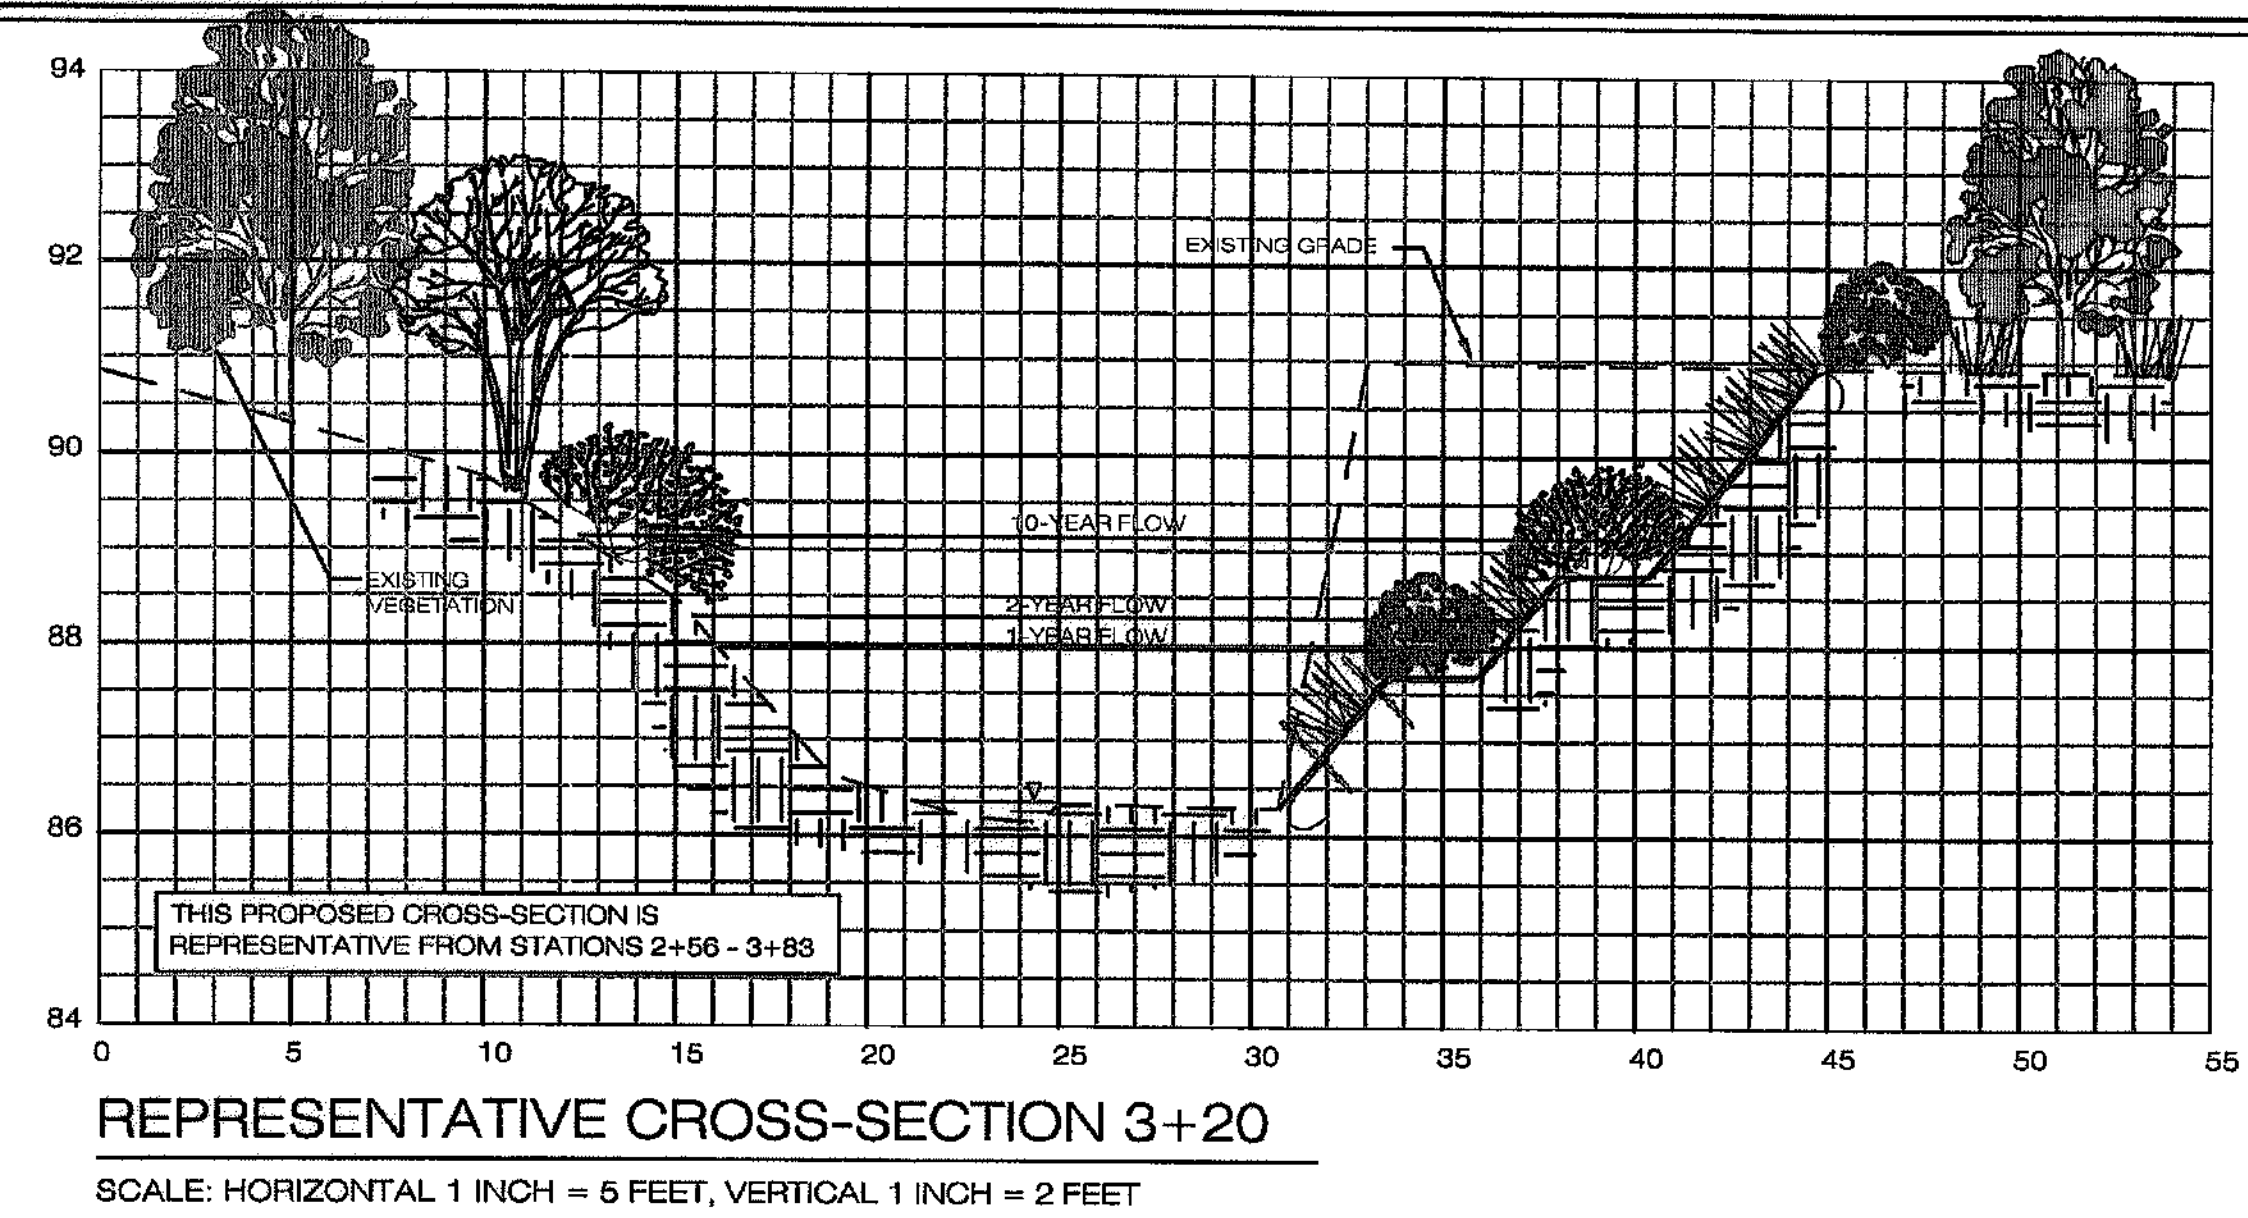 94
92
EXISTING GRADE
90
10-YEAR FLOW
EXISTING
VEGETATION
2-YEAR FLOW
1-YEAR FLOW
88
86
THIS PROPOSED CROSS-SECTION IS
REPRESENTATIVE FROM STATIONS 2+56 - 3+83
84
0 5 10 15 20 25 30 35 40 45 50 55
REPRESENTATIVE CROSS-SECTION 3+20
SCALE: HORIZONTAL 1 INCH = 5 FEET, VERTICAL 1 INCH = 2 FEET